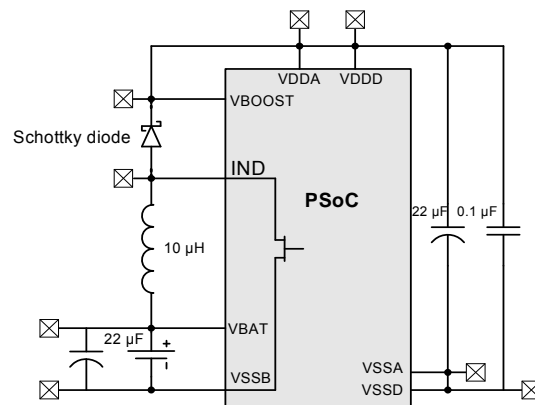 VDDA VDDD
VBOOST
Schottky diode
IND
PSoC
22 µF 0.1 µF
10 µH
VBAT
22 µF
+
VSSA
VSSB
VSSD